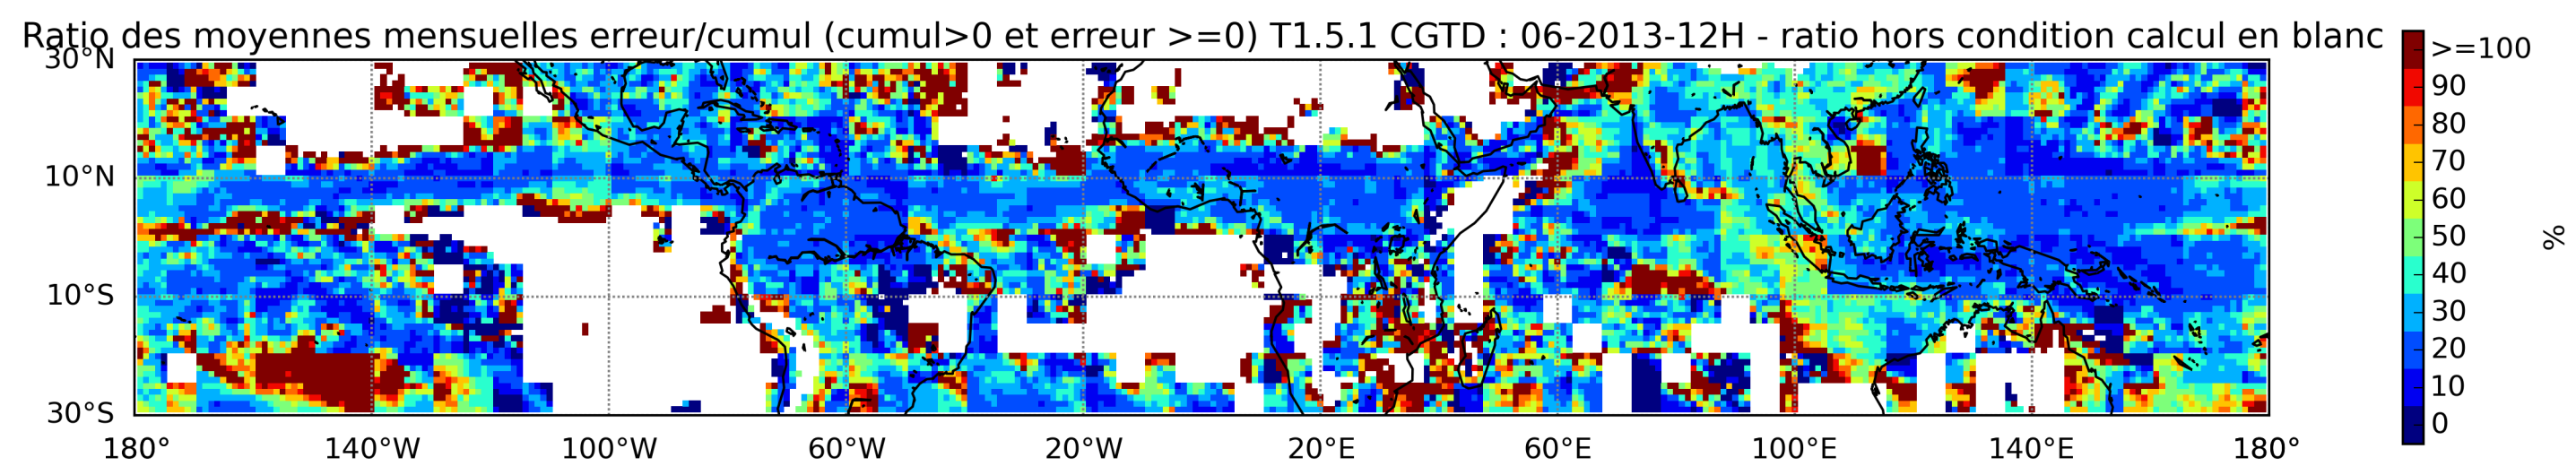 Ratio des moyennes mensuelles erreur/cumul (cumul>0 et erreur >=0) T1.5.1 CGTD : 06-2013-12H - ratio hors condition calcul en blanc
30°N
10°N
10°S
30°S
180°
140°W
100°W
60°W
20°W
20°E
60°E
100°E
140°E
180°
>=100
90
80
70
60
50
40
30
20
10
0
%